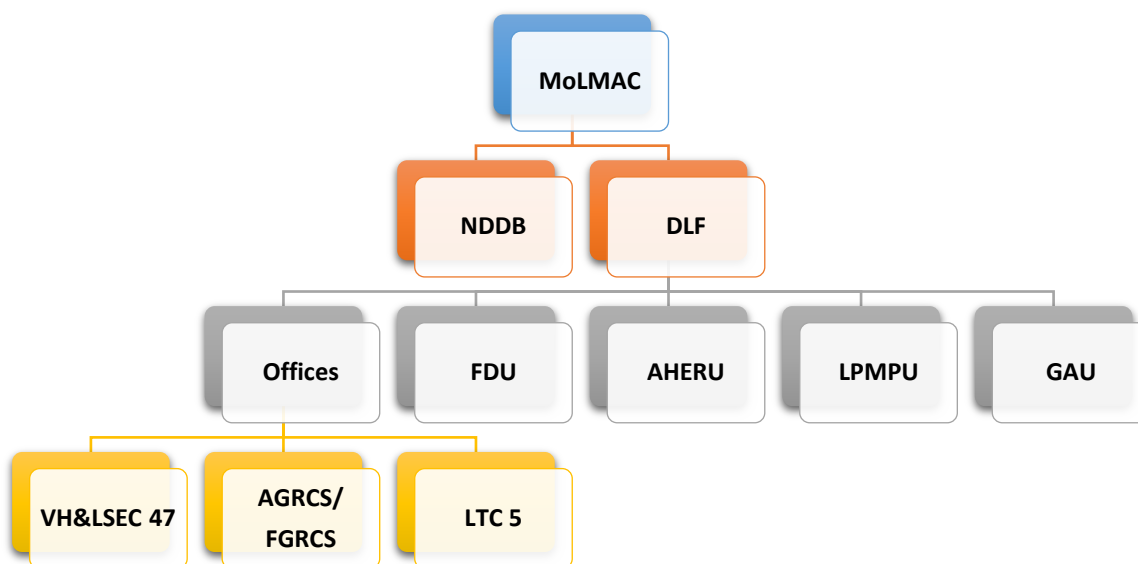 MoLMAC
NDDB
DLF
Offices
FDU
AHERU
LPMPU
GAU
VH&LSEC 47
AGRCS/
FGRCS
LTC 5